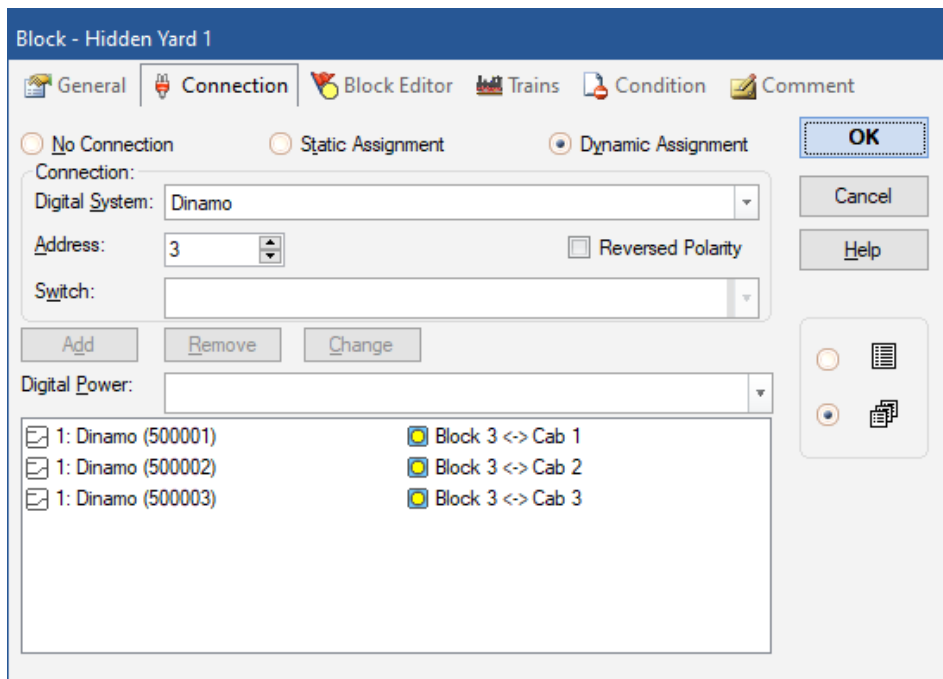 Block - Hidden Yard 1
General Connection Block Editor Trains Condition Comment
No Connection Static Assignment Dynamic Assignment OK
Connection:
Digital System: Dinamo Cancel
Address: 3 Reversed Polarity Help
Switch:
Add Remove Change
Digital Power:
1: Dinamo (500001) Block 3 <-> Cab 1
1: Dinamo (500002) Block 3 <-> Cab 2
1: Dinamo (500003) Block 3 <-> Cab 3